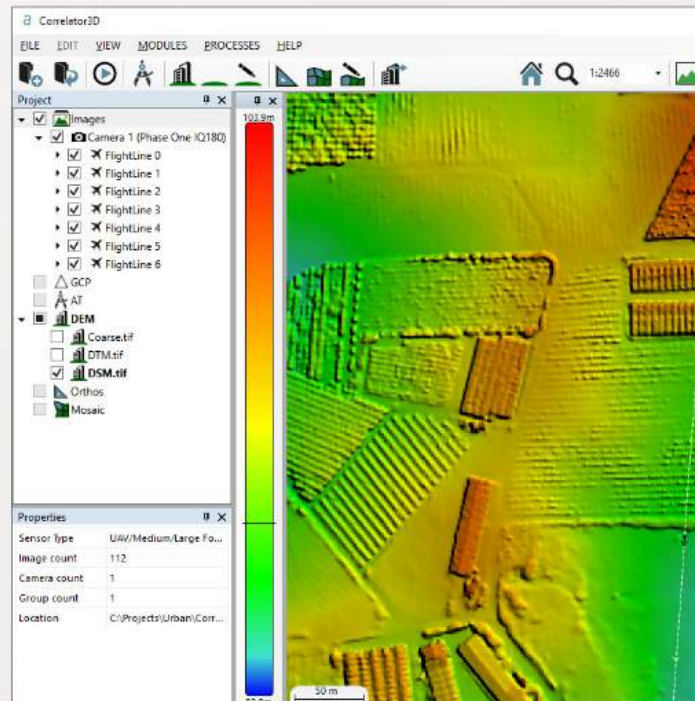 Correlator3D
FILE EDIT VIEW MODULES PROCESSES HELP
1:2466
Project
103.9m
Images
Camera 1 (Phase One IQ180)
FlightLine 0
FlightLine 1
FlightLine 2
FlightLine 3
FlightLine 4
FlightLine 5
FlightLine 6
GCP
AT
DEM
Coarse.tif
DTM.tif
DSM.tif
Orthos
Mosaic
Properties
Sensor Type UAV/Medium/Large Fo...
Image count 112
Camera count 1
Group count 1
Location C:\Projects\Urban\Corr...
50 m